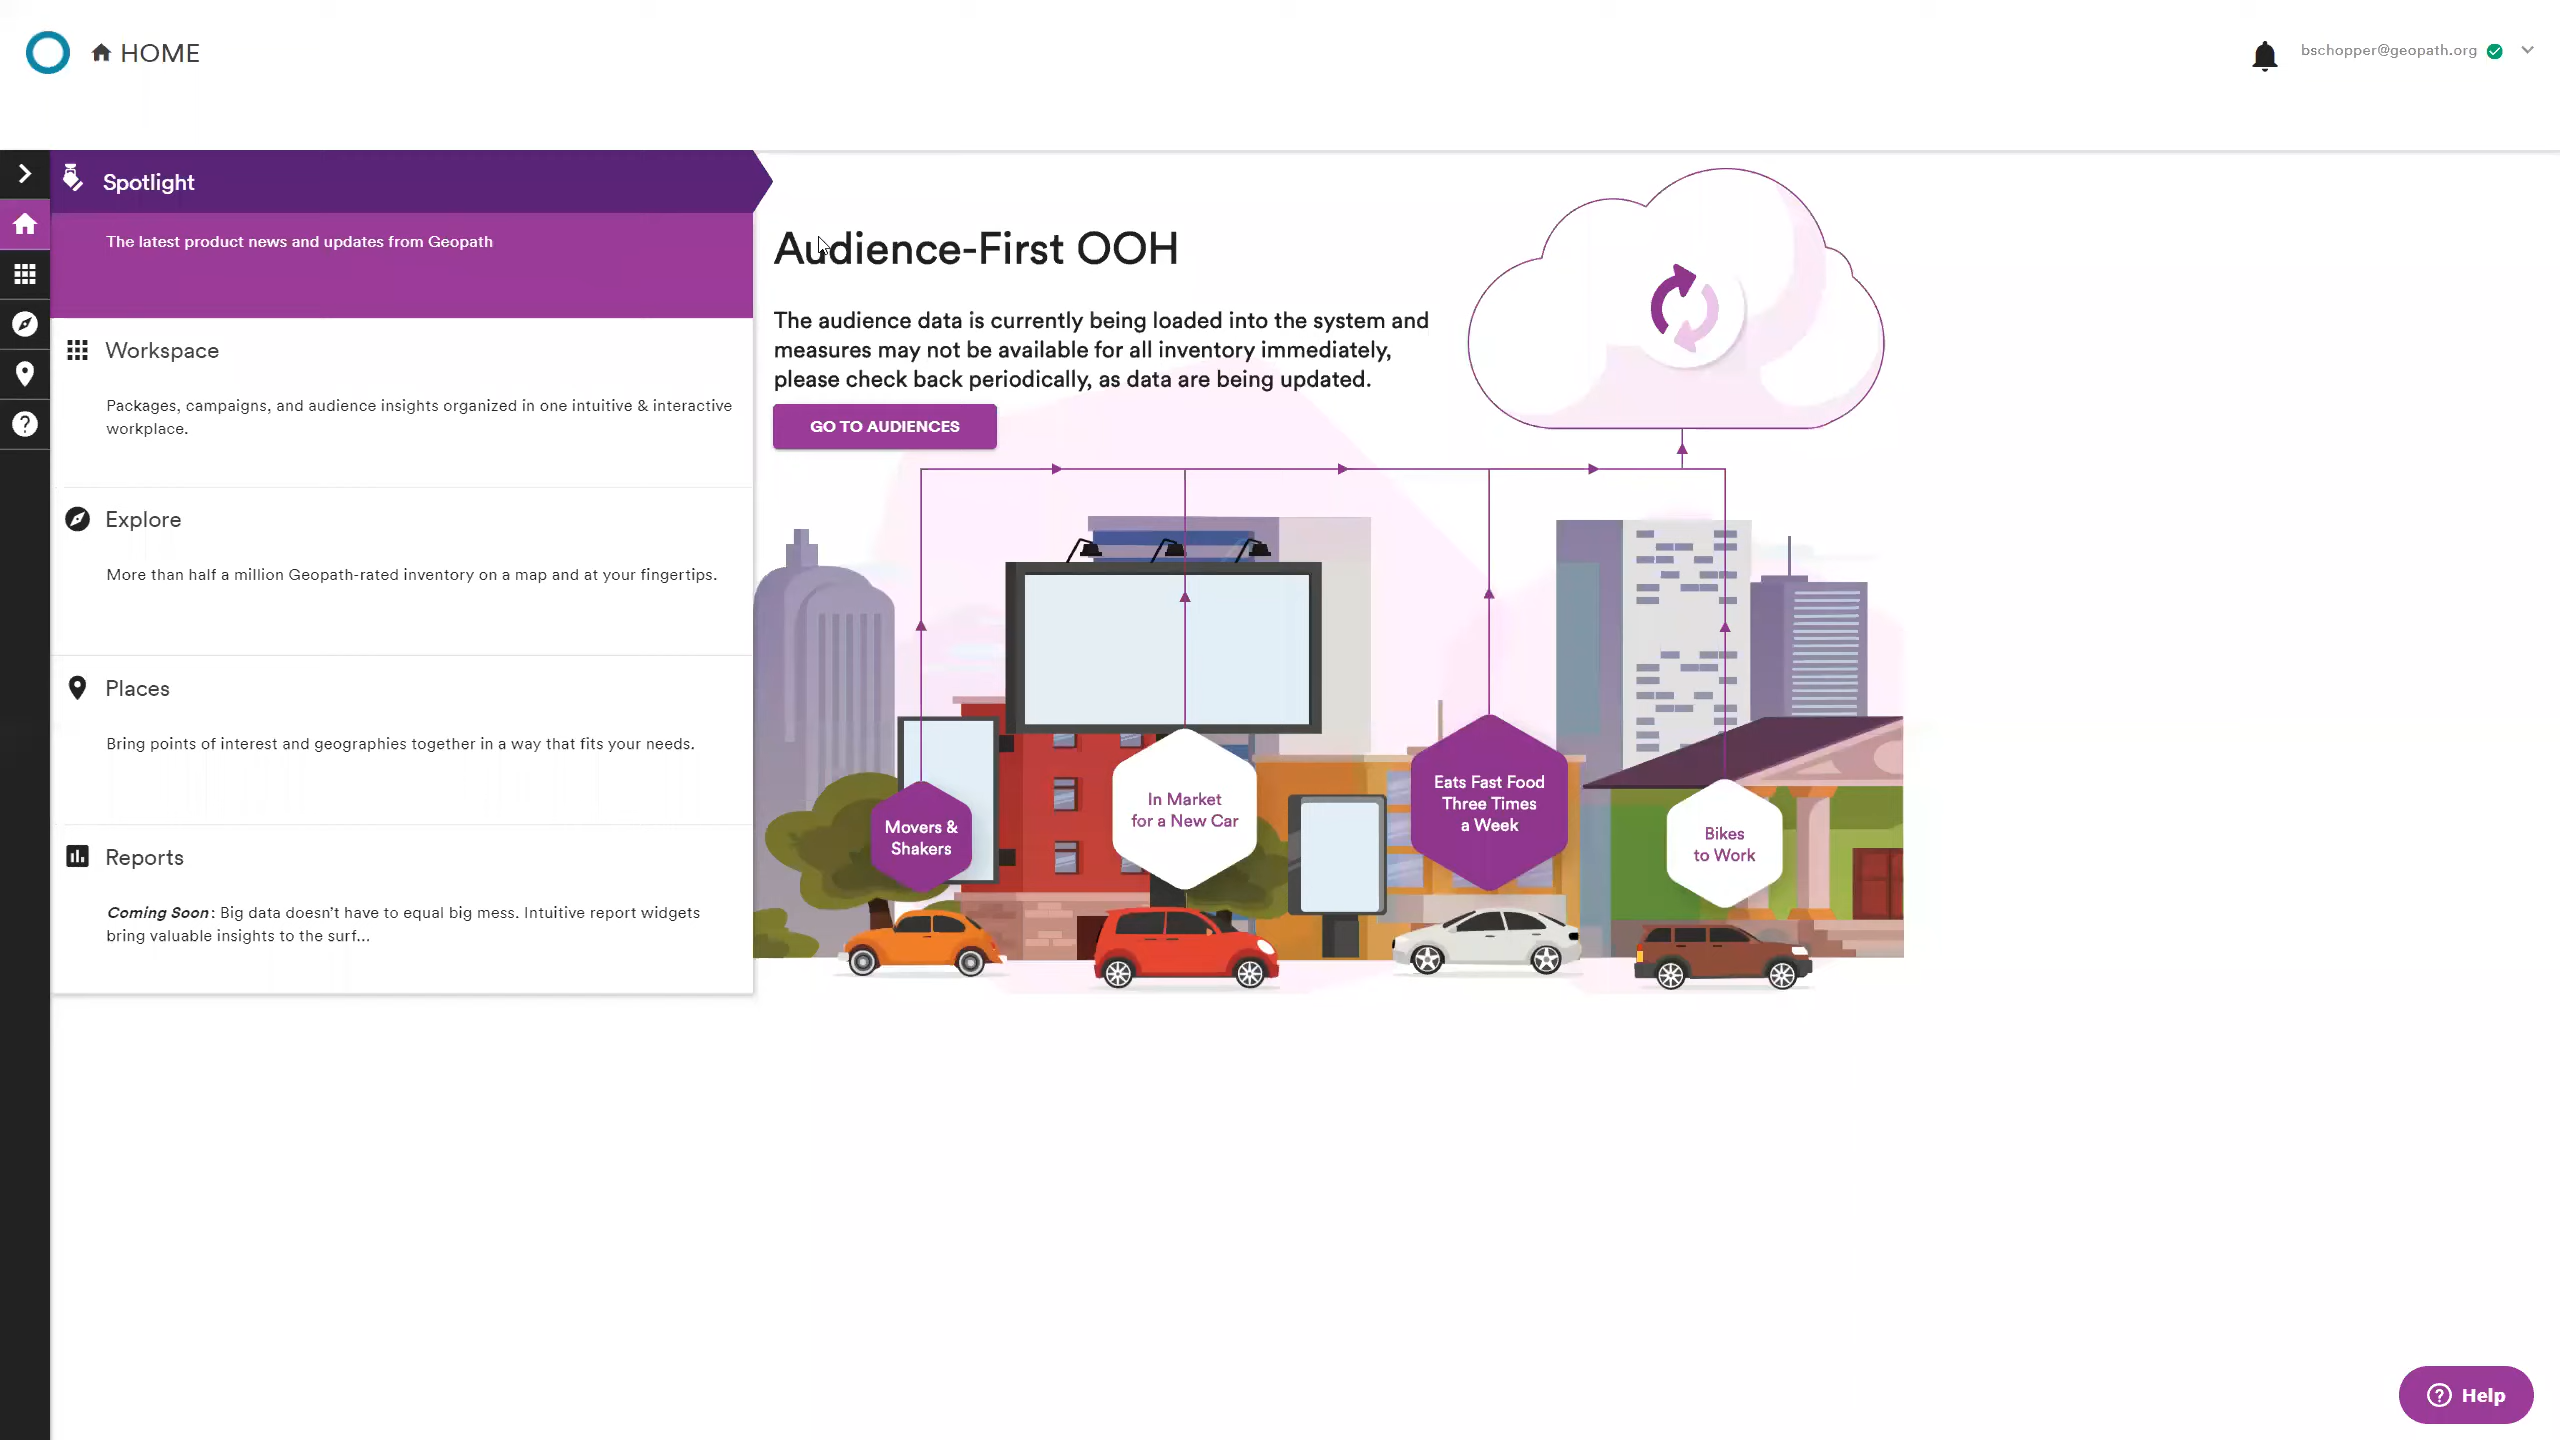 HOME
bschopper@geopath.org
Spotlight
The latest product news and updates from Geopath
Workspace
Packages, campaigns, and audience insights organized in one intuitive & interactive
workplace.
Explore
More than half a million Geopath-rated inventory on a map and at your fingertips.
Places
Bring points of interest and geographies together in a way that fits your needs.
Reports
Coming Soon: Big data doesn't have to equal big mess. Intuitive report widgets
bring valuable insights to the surf...
Audience-First OOH
The audience data is currently being loaded into the system and
measures may not be available for all inventory immediately,
please check back periodically, as data are being updated.
GO TO AUDIENCES
Movers &
Shakers
In Market
for a New Car
Eats Fast Food
Three Times
a Week
Bikes
to Work
Help